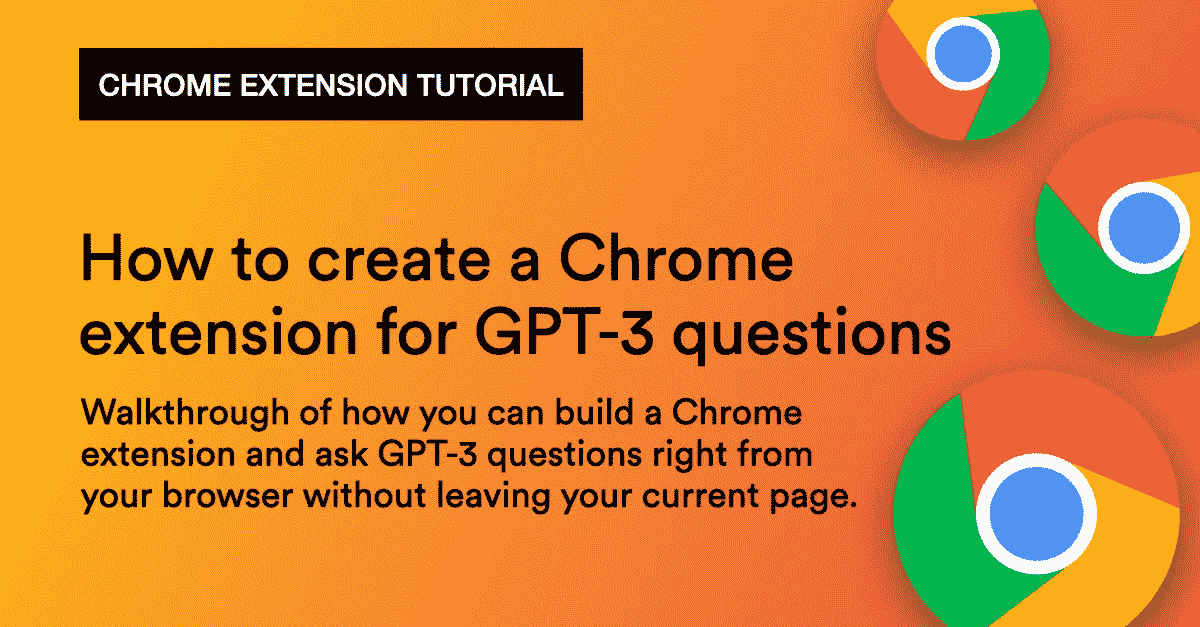 CHROME EXTENSION TUTORIAL
How to create a Chrome
extension for GPT-3 questions
Walkthrough of how you can build a Chrome
extension and ask GPT-3 questions right from
your browser without leaving your current page.